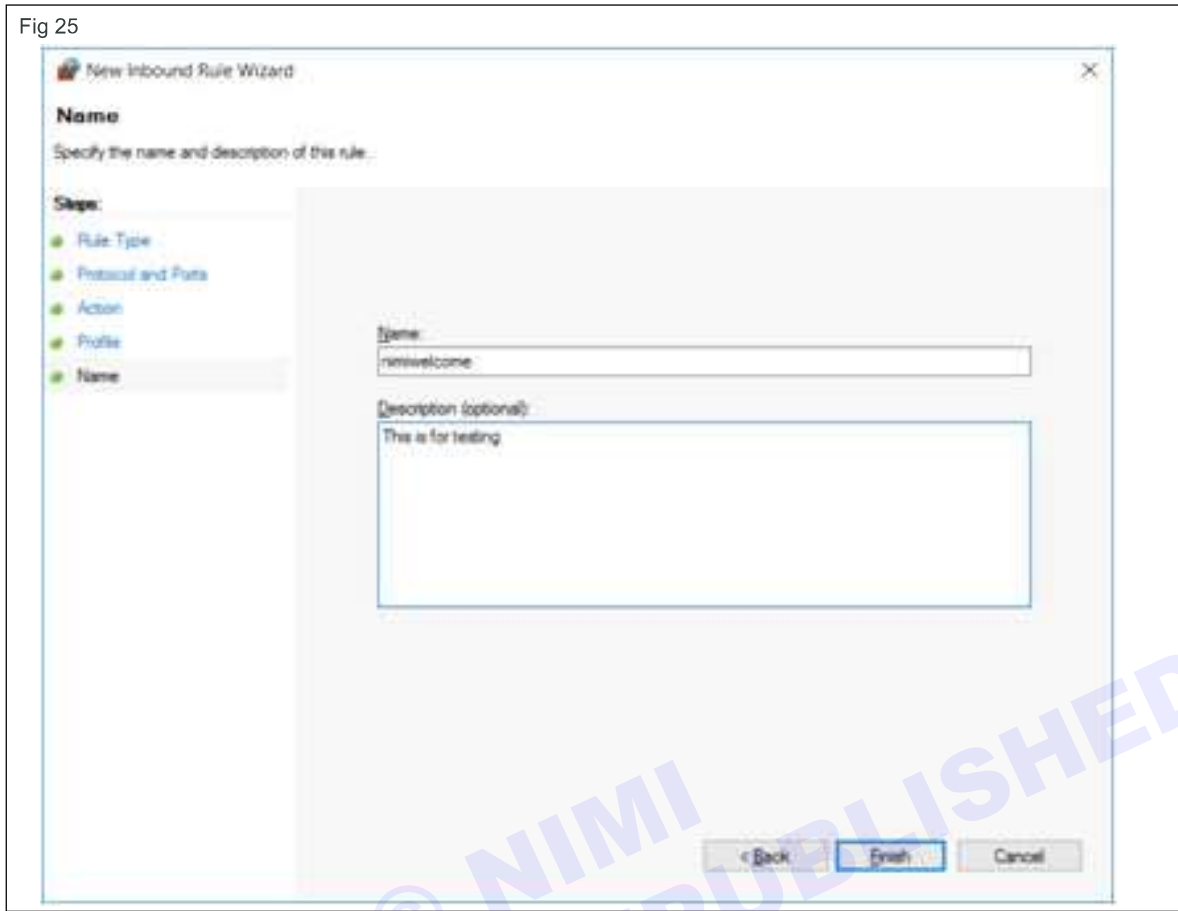 Fig 25
New Inbound Rule Wizard
Name
Specify the name and description of this rule.
Steps:
Rule Type
Protocol and Ports
Action
Profile
Name
Name:
nimiwelcome
Description (optional):
This is for testing
< Back
Finish
Cancel
© NIMI